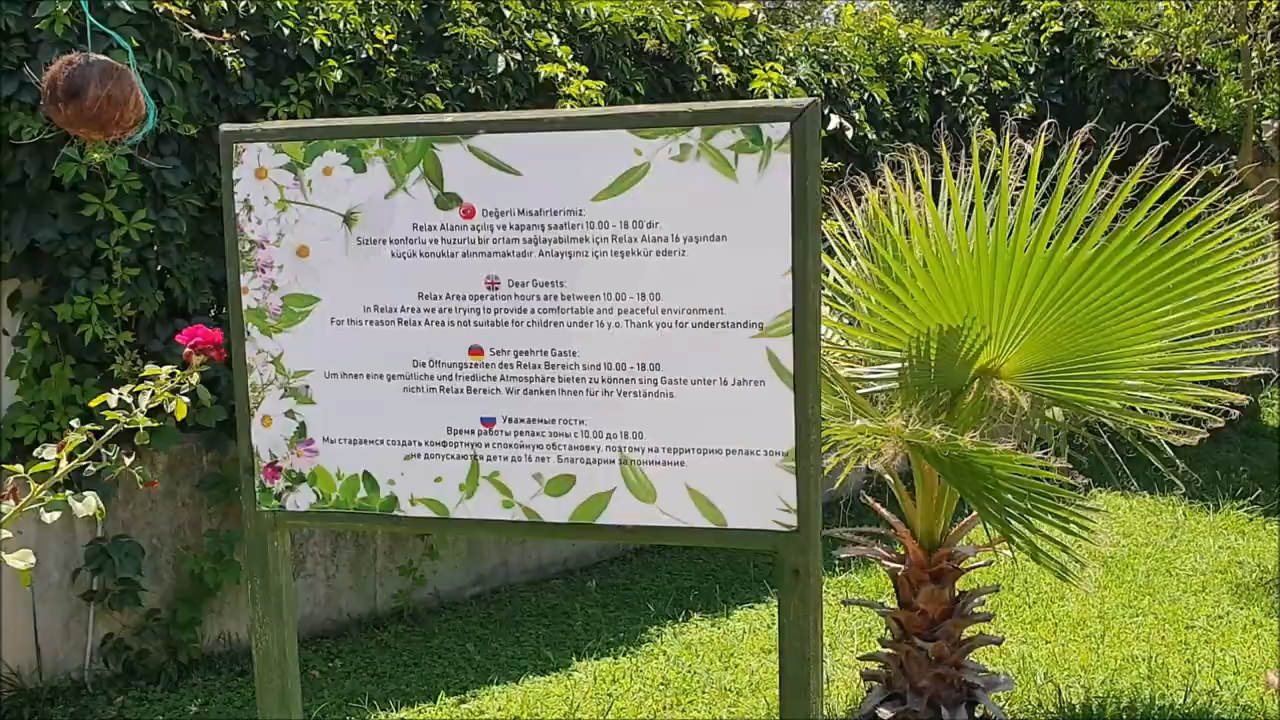 Değerli Misafirlerimiz;
Relax Alanın açılış ve kapanış saatleri 10.00 - 18.00'dir.
Sizlere konforlu ve huzurlu bir ortam sağlayabilmek için Relax Alana 16 yaşından
küçük konuklar alınmamaktadır. Anlayışınız için leşekkür ederiz.
Dear Guests;
Relax Area operation hours are between 10.00 - 18.00.
In Relax Area we are trying to provide a comfortable and peaceful environment.
For this reason Relax Area is not suitable for children under 16 y.o. Thank you for understanding
Sehr geehrte Gaste;
Die Öffnungszeiten des Relax Bereich sind 10.00 - 18.00.
Um ihnen eine gemütliche und friedliche Atmosphäre bieten zu können sing Gaste unter 16 Jahren
nicht im Relax Bereich. Wir danken Ihnen für ihr Verständnis.
Уважаемые гости;
Время работы релакс зоны с 10.00 до 18.00.
Мы стараемся создать комфортную и спокойную обстановку, поэтому на территорию релакс зоны
не допускаются дети до 16 лет . Благодарим за понимание.